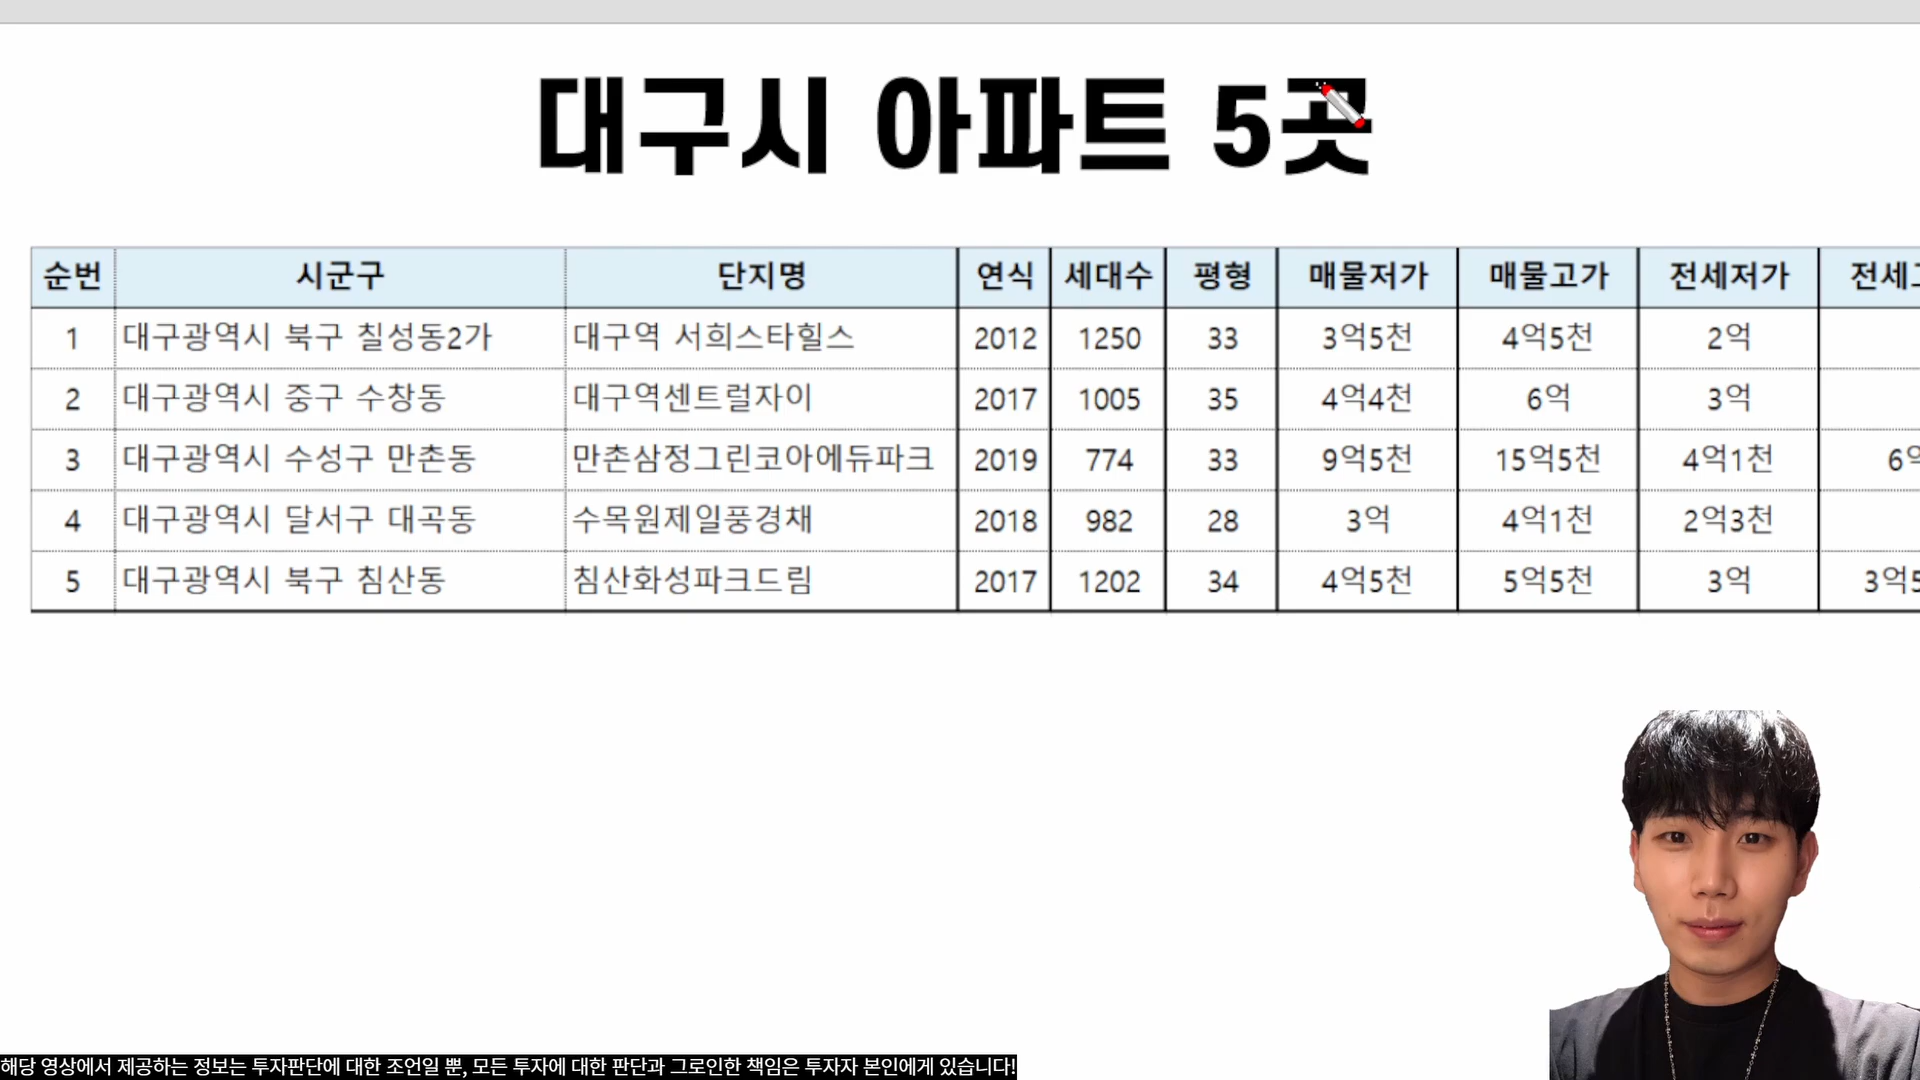 대구시 아파트 5곳
순번 시군구 단지명 연식 세대수 평형 매물저가 매물고가 전세저가
1 대구광역시 북구 칠성동2가 대구역 서희스타힐스 2012 1250 33 3억5천 4억5천 2억
2 대구광역시 중구 수창동 대구역센트럴자이 2017 1005 35 4억4천 6억 3억
3 대구광역시 수성구 만촌동 만촌삼정그린코아에듀파크 2019 774 33 9억5천 15억5천 4억1천
4 대구광역시 달서구 대곡동 수목원제일풍경채 2018 982 28 3억 4억1천 2억3천
5 대구광역시 북구 침산동 침산화성파크드림 2017 1202 34 4억5천 5억5천 3억
해당 영상에서 제공하는 정보는 투자판단에 대한 조언일 뿐, 모든 투자에 대한 판단과 그로인한 책임은 투자자 본인에게 있습니다!